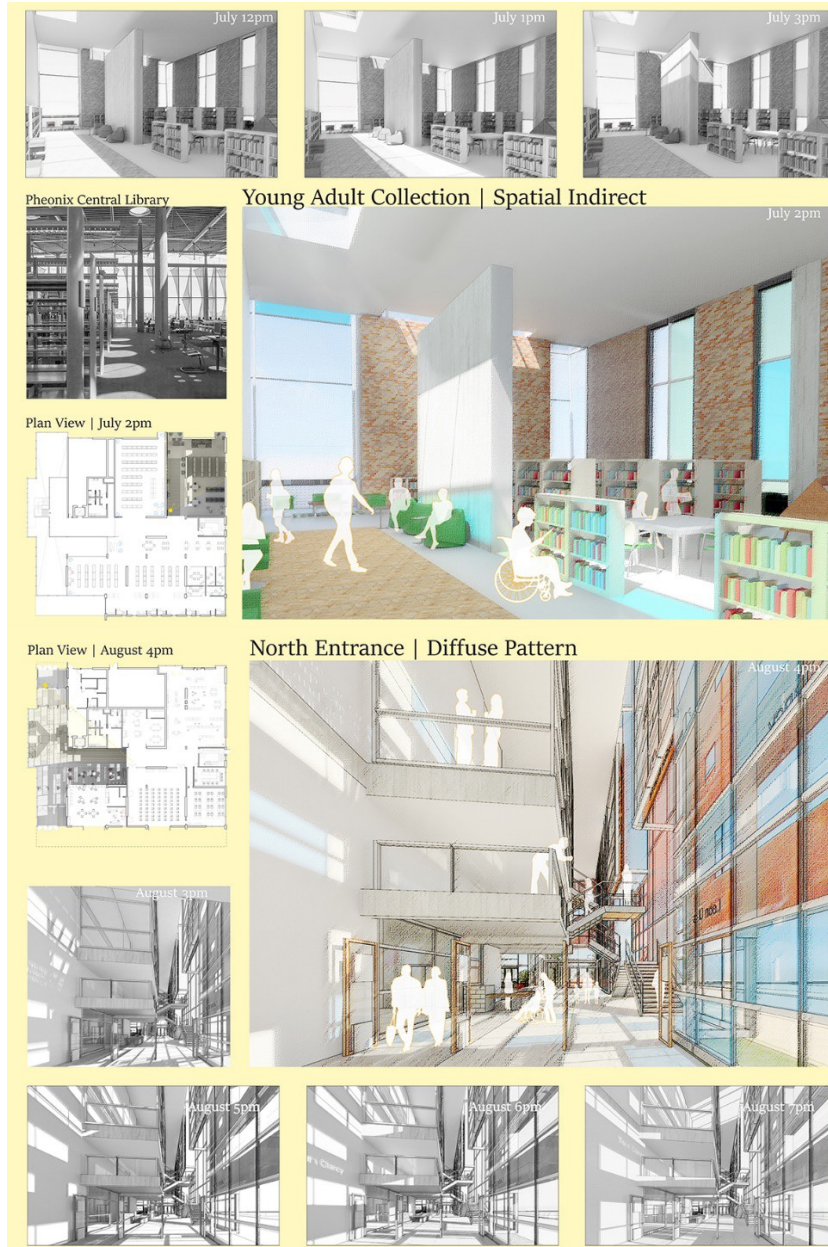 July 12pm
July 1pm
July 3pm
Pheonix Central Library
Young Adult Collection | Spatial Indirect
July 2pm
Plan View | July 2pm
Plan View | August 4pm
North Entrance | Diffuse Pattern
August 4pm
August 3pm
August 5pm
August 6pm
August 7pm